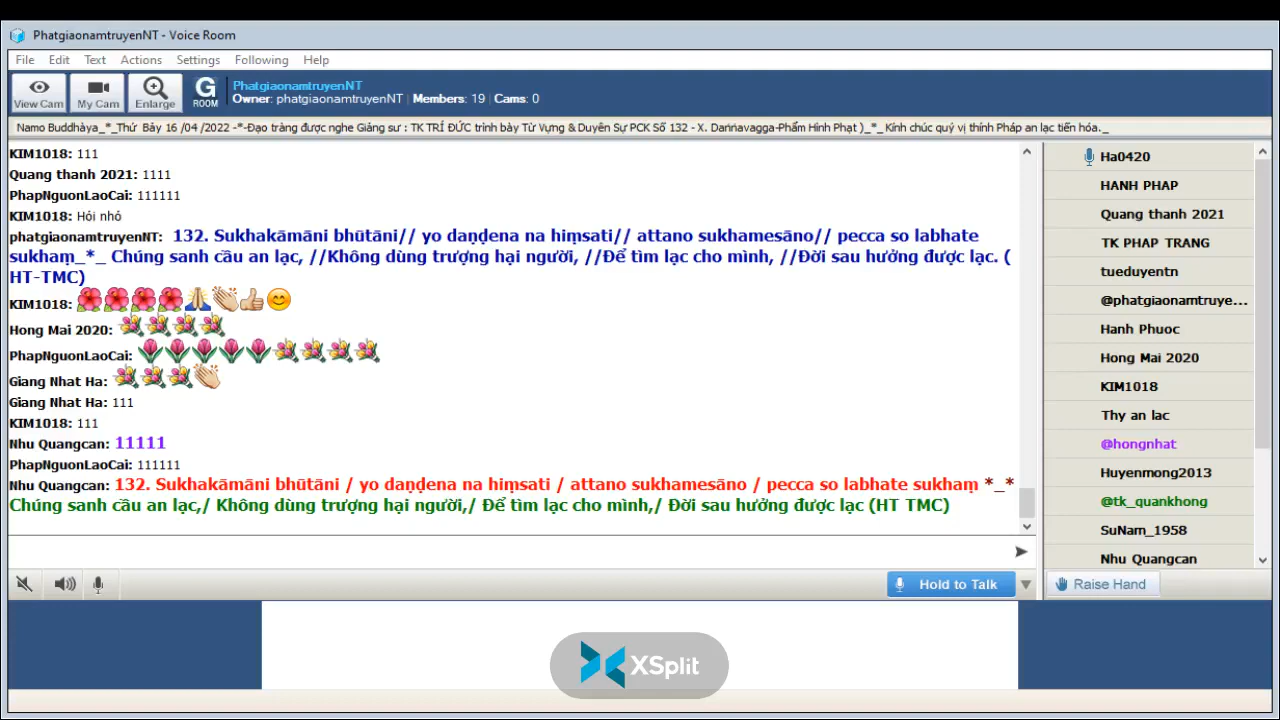 PhatgiaonamtruyenNT - Voice Room
File Edit Text Actions Settings Following Help
View Cam My Cam Enlarge G ROOM
PhatgiaonamtruyenNT
Owner: phatgiaonamtruyenNT | Members: 19 | Cams: 0
Namo Buddhàya_*_Thứ Bảy 16 /04 /2022 -*-Đạo tràng được nghe Giảng sư : TK TRÍ ĐỨC trình bày Từ Vựng & Duyên Sự PCK Số 132 - X. Daṇḍavagga-Phẩm Hình Phạt )_*_ Kính chúc quý vị thính Pháp an lạc tiến hóa._
KIM1018: 111
Quang thanh 2021: 1111
PhapNguonLaoCai: 111111
KIM1018: Hỏi nhỏ
phatgiaonamtruyenNT: 132. Sukhakāmāni bhūtāni// yo daṇḍena na hiṃsati// attano sukhamesāno// pecca so labhate
sukhaṃ_*_ Chúng sanh cầu an lạc, //Không dùng trượng hại người, //Để tìm lạc cho mình, //Đời sau hưởng được lạc. (
HT-TMC)
KIM1018:
Hong Mai 2020:
PhapNguonLaoCai:
Giang Nhat Ha:
Giang Nhat Ha: 111
KIM1018: 111
Nhu Quangcan: 11111
PhapNguonLaoCai: 111111
Nhu Quangcan: 132. Sukhakāmāni bhūtāni / yo daṇḍena na hiṃsati / attano sukhamesāno / pecca so labhate sukhaṃ *_*
Chúng sanh cầu an lạc,/ Không dùng trượng hại người,/ Để tìm lạc cho mình,/ Đời sau hưởng được lạc (HT TMC)
Hold to Talk
Ha0420
HANH PHAP
Quang thanh 2021
TK PHAP TRANG
tueduyentn
@phatgiaonamtruye...
Hanh Phuoc
Hong Mai 2020
KIM1018
Thy an lac
@hongnhat
Huyenmong2013
@tk_quankhong
SuNam_1958
Nhu Quangcan
Raise Hand
XSplit